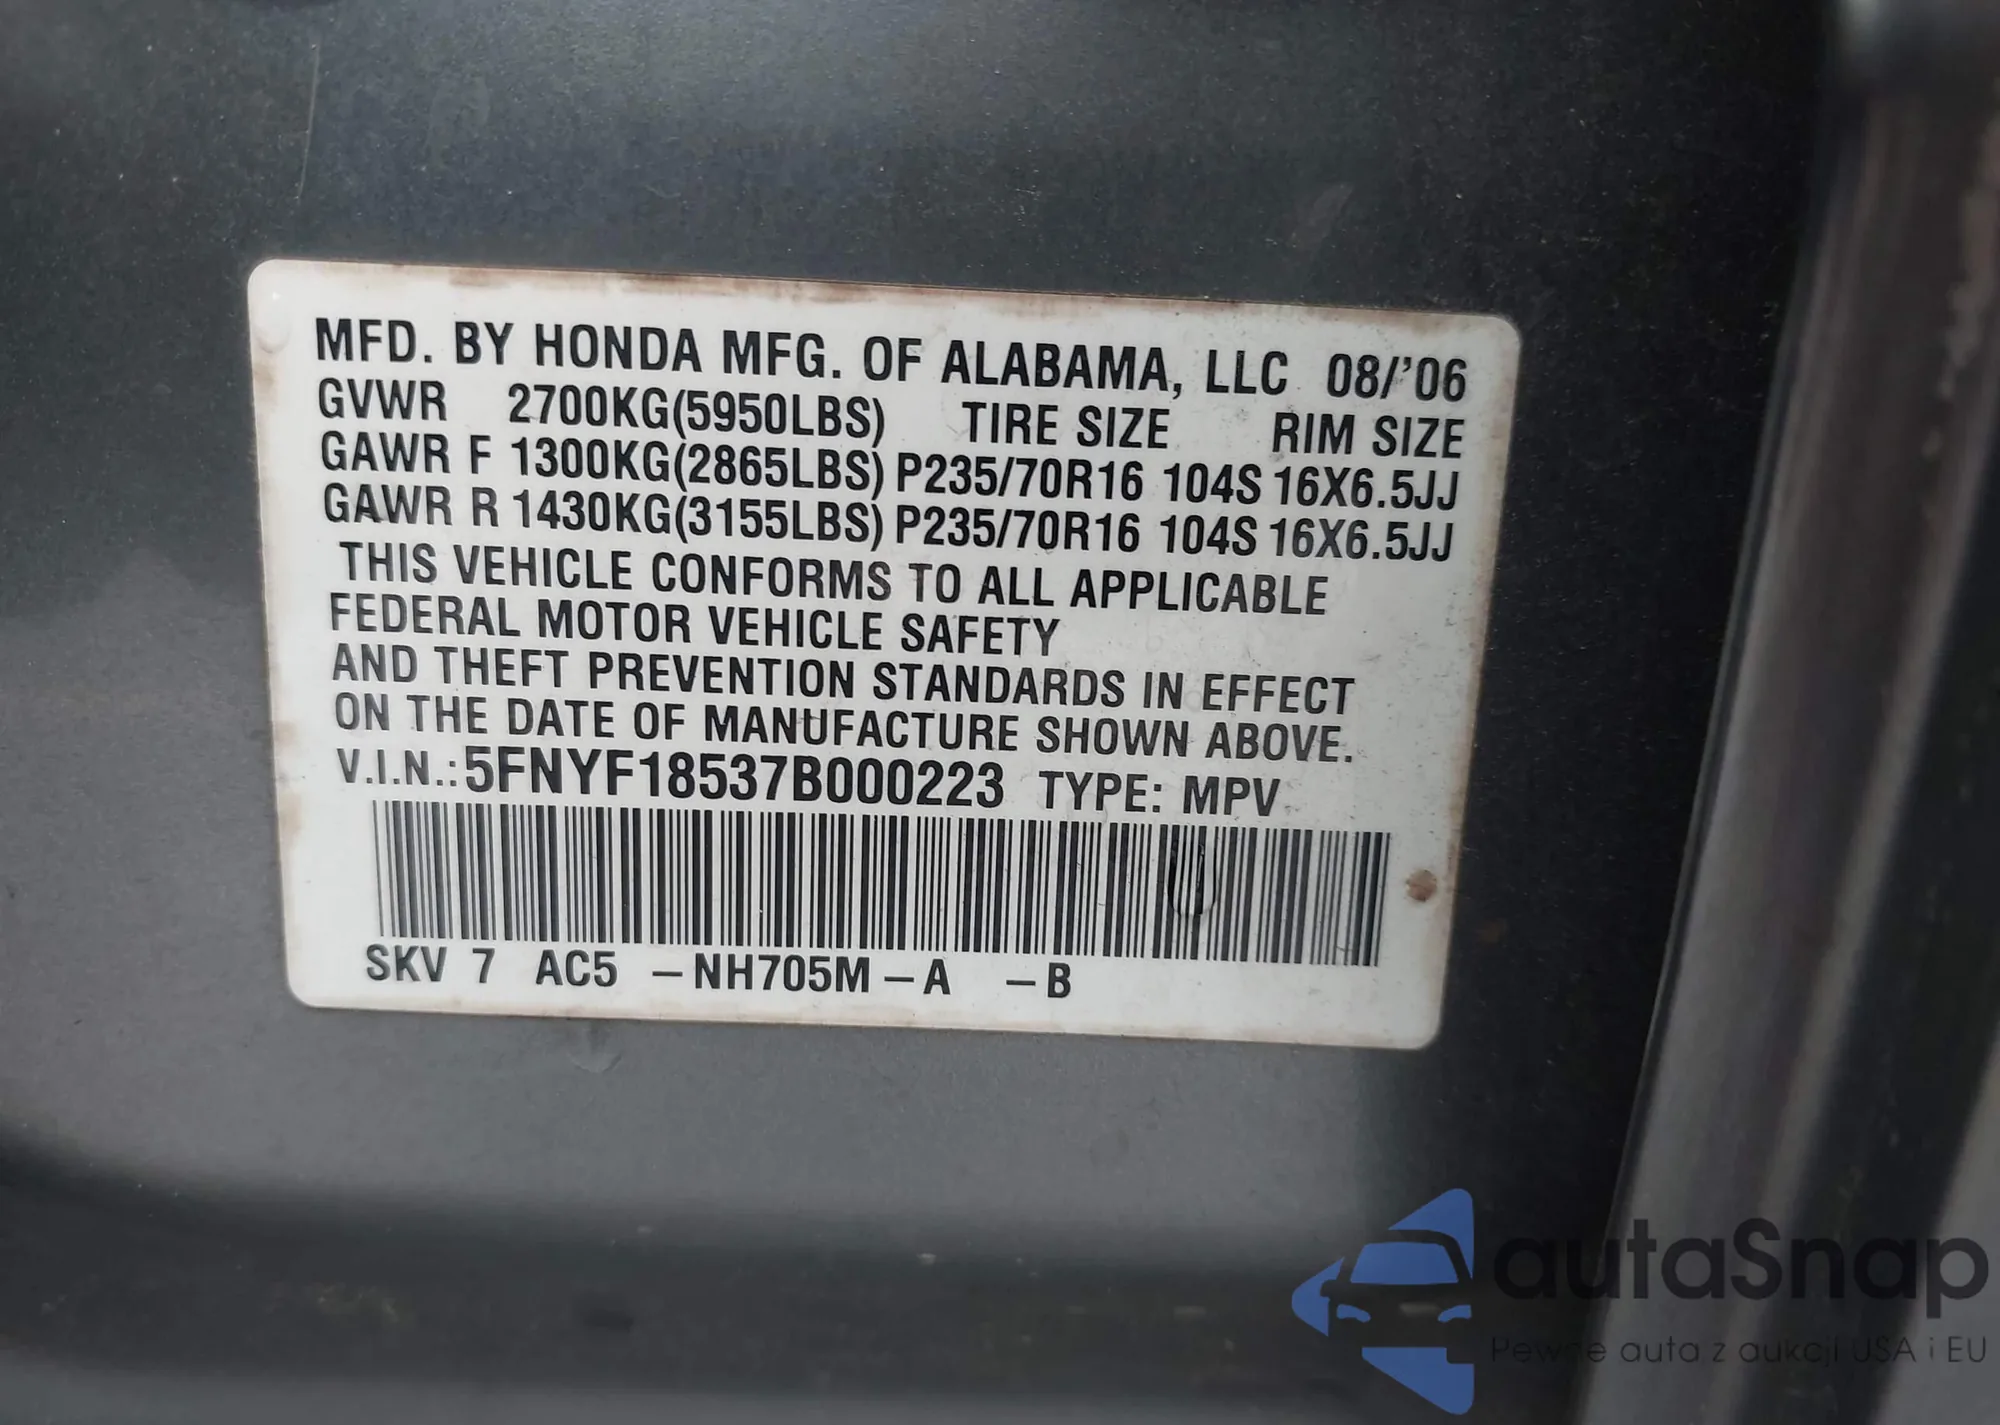 MFD. BY HONDA MFG. OF ALABAMA, LLC 08/'06
GVWR 2700KG(5950LBS) TIRE SIZE RIM SIZE
GAWR F 1300KG(2865LBS) P235/70R16 104S 16X6.5JJ
GAWR R 1430KG(3155LBS) P235/70R16 104S 16X6.5JJ
THIS VEHICLE CONFORMS TO ALL APPLICABLE
FEDERAL MOTOR VEHICLE SAFETY
AND THEFT PREVENTION STANDARDS IN EFFECT
ON THE DATE OF MANUFACTURE SHOWN ABOVE.
V.I.N.: 5FNYF18537B000223 TYPE: MPV
SKV 7 AC5 -NH705M-A -B
autaSnap
Pewne auta z aukcji USA i EU